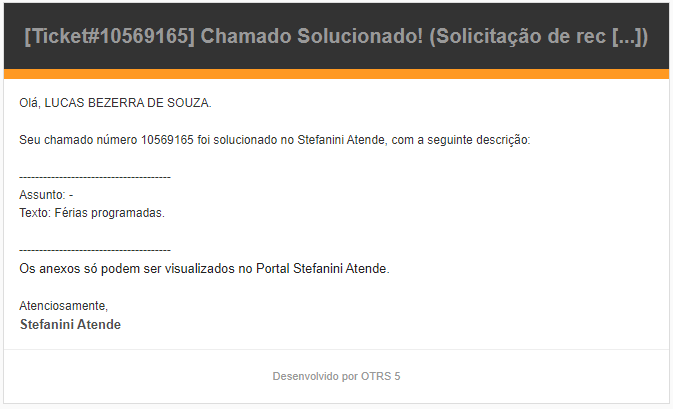 [Ticket#10569165] Chamado Solucionado! (Solicitação de rec [...])
Olá, LUCAS BEZERRA DE SOUZA.
Seu chamado número 10569165 foi solucionado no Stefanini Atende, com a seguinte descrição:
--------------------------------------
Assunto: -
Texto: Férias programadas.
--------------------------------------
Os anexos só podem ser visualizados no Portal Stefanini Atende.
Atenciosamente,
Stefanini Atende
Desenvolvido por OTRS 5